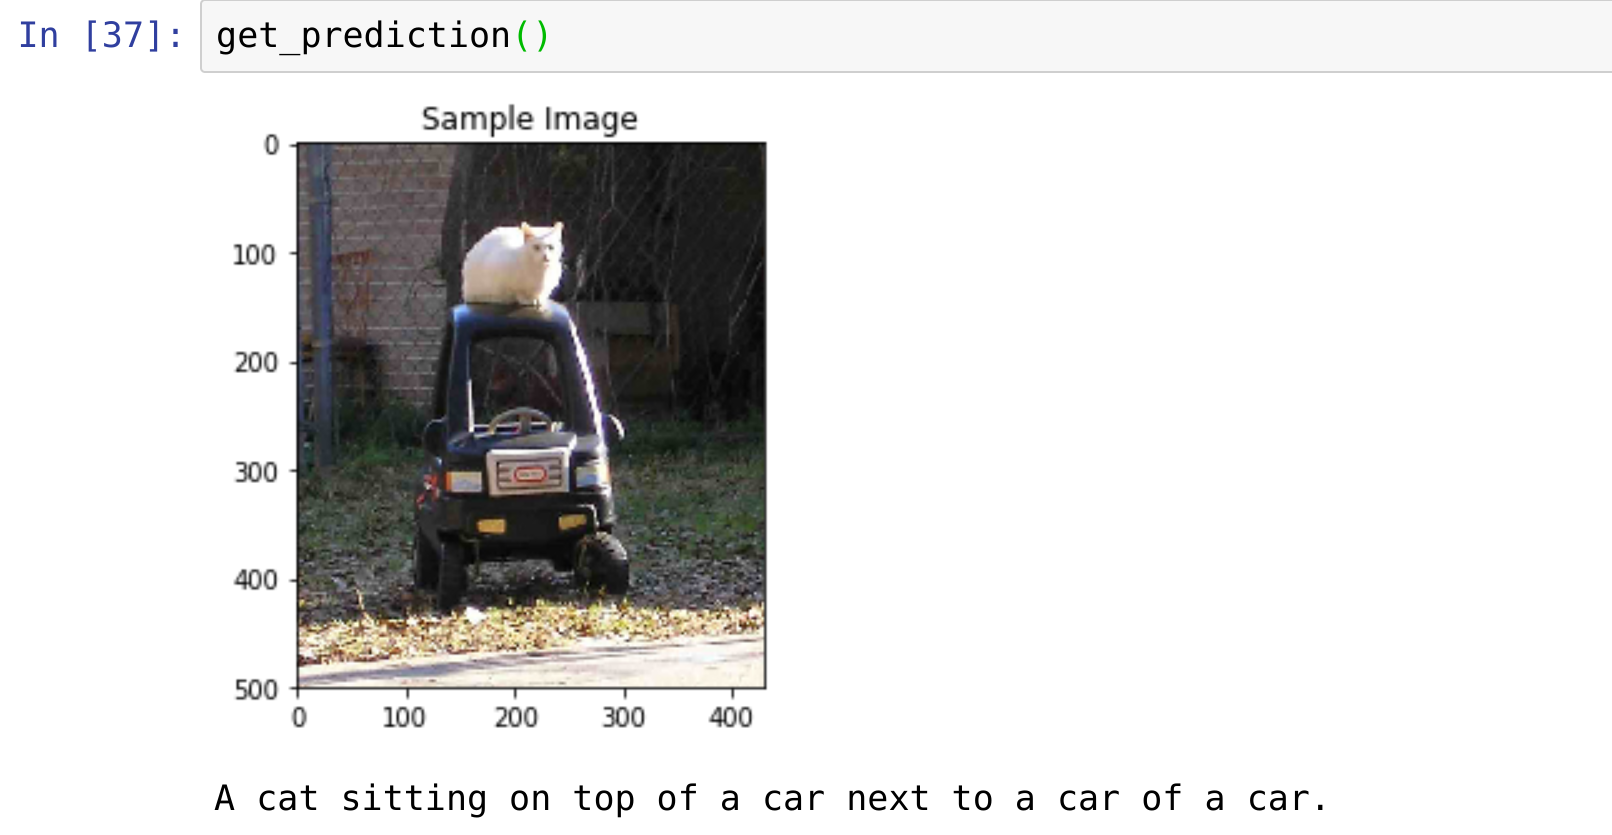 In [37]: get_prediction()
Sample Image
0
100
200
300
400
500
0 100 200 300 400
A cat sitting on top of a car next to a car of a car.